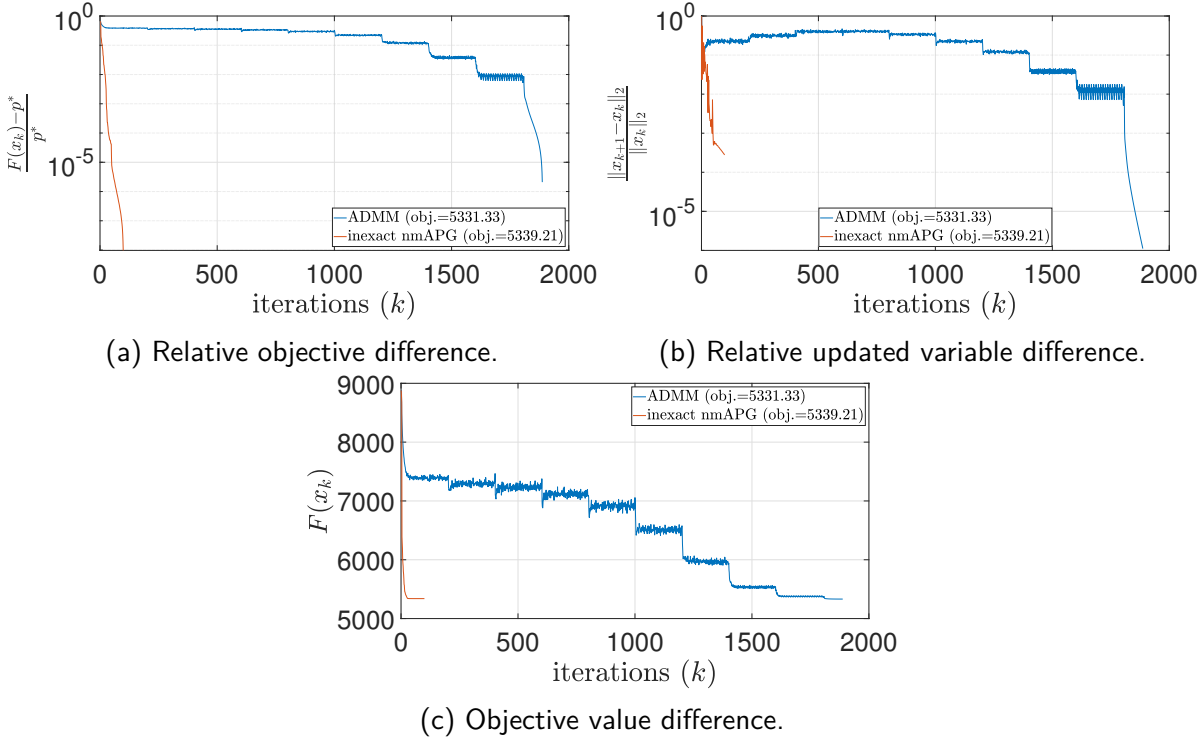 10^0
10^-5
F(x_k)-p*
p*
0 500 1000 1500 2000
iterations (k)
ADMM (obj.=5331.33)
inexact nmAPG (obj.=5339.21)
(a) Relative objective difference.
10^0
10^-5
||x_{k+1}-x_k||_2
||x_k||_2
0 500 1000 1500 2000
iterations (k)
ADMM (obj.=5331.33)
inexact nmAPG (obj.=5339.21)
(b) Relative updated variable difference.
9000
8000
7000
6000
5000
F(x_k)
0 500 1000 1500 2000
iterations (k)
ADMM (obj.=5331.33)
inexact nmAPG (obj.=5339.21)
(c) Objective value difference.